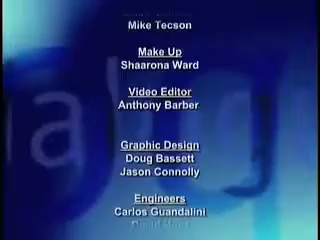 Mike Tecson
Make Up
Shaarona Ward
Video Editor
Anthony Barber
Graphic Design
Doug Bassett
Jason Connolly
Engineers
Carlos Guandalini